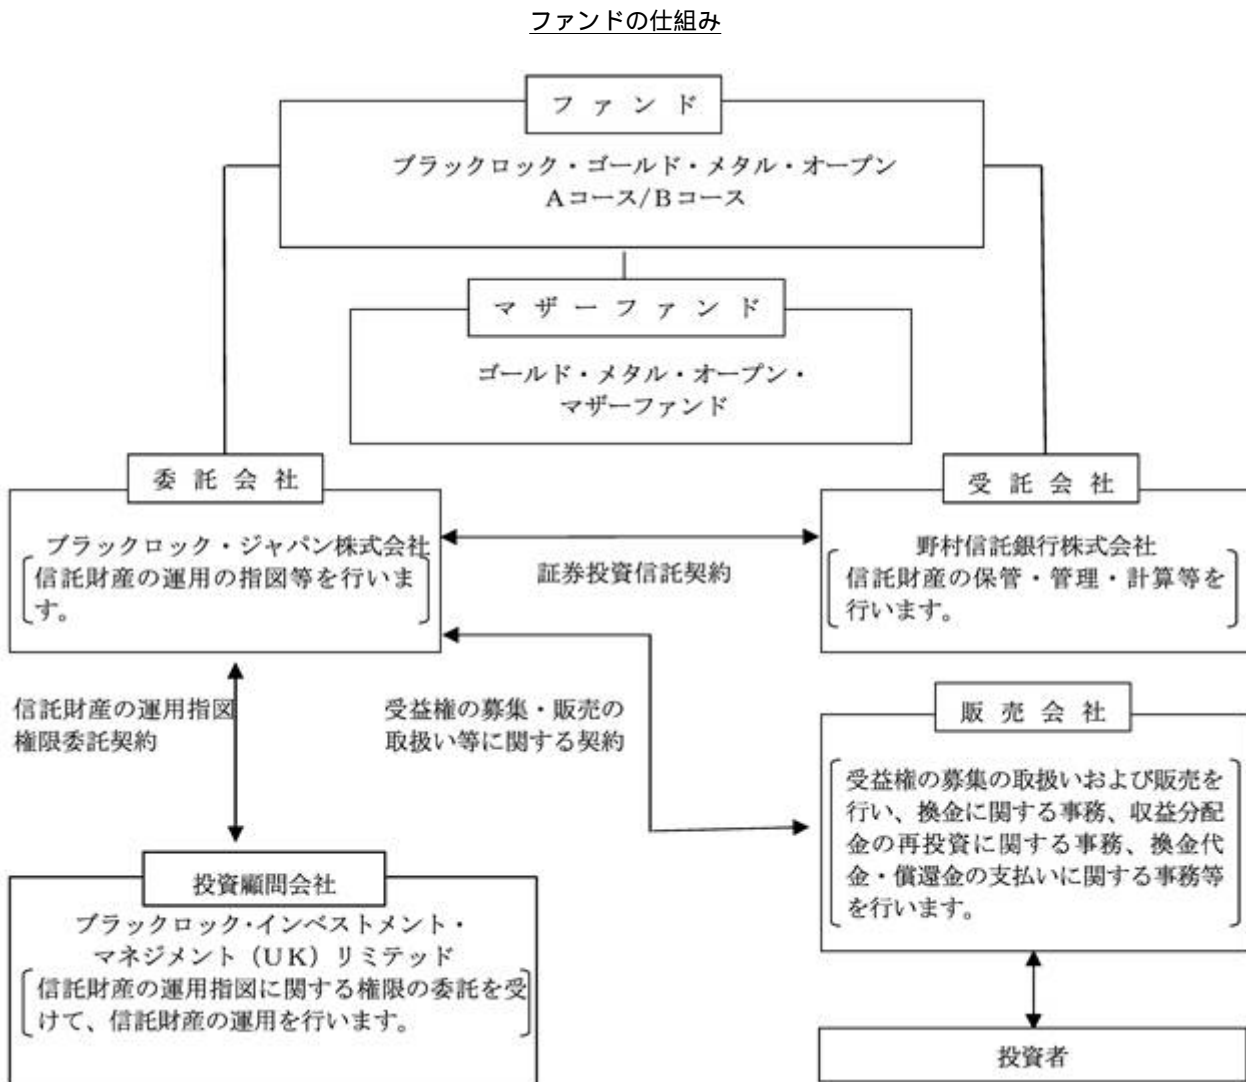 ファンドの仕組み
ファンド
ブラックロック・ゴールド・メタル・オープン
Aコース/Bコース
マザーファンド
ゴールド・メタル・オープン・
マザーファンド
委託会社
ブラックロック・ジャパン株式会社
信託財産の運用の指図等を行いま
す。
証券投資信託契約
受託会社
野村信託銀行株式会社
信託財産の保管・管理・計算等を
行います。
信託財産の運用指図
権限委託契約
受益権の募集・販売の
取扱い等に関する契約
販売会社
受益権の募集の取扱いおよび販売を
行い、換金に関する事務、収益分配
金の再投資に関する事務、換金代
金・償還金の支払いに関する事務等
を行います。
投資顧問会社
ブラックロック・インベストメント・
マネジメント（UK）リミテッド
信託財産の運用指図に関する権限の委託を受
けて、信託財産の運用を行います。
投資者